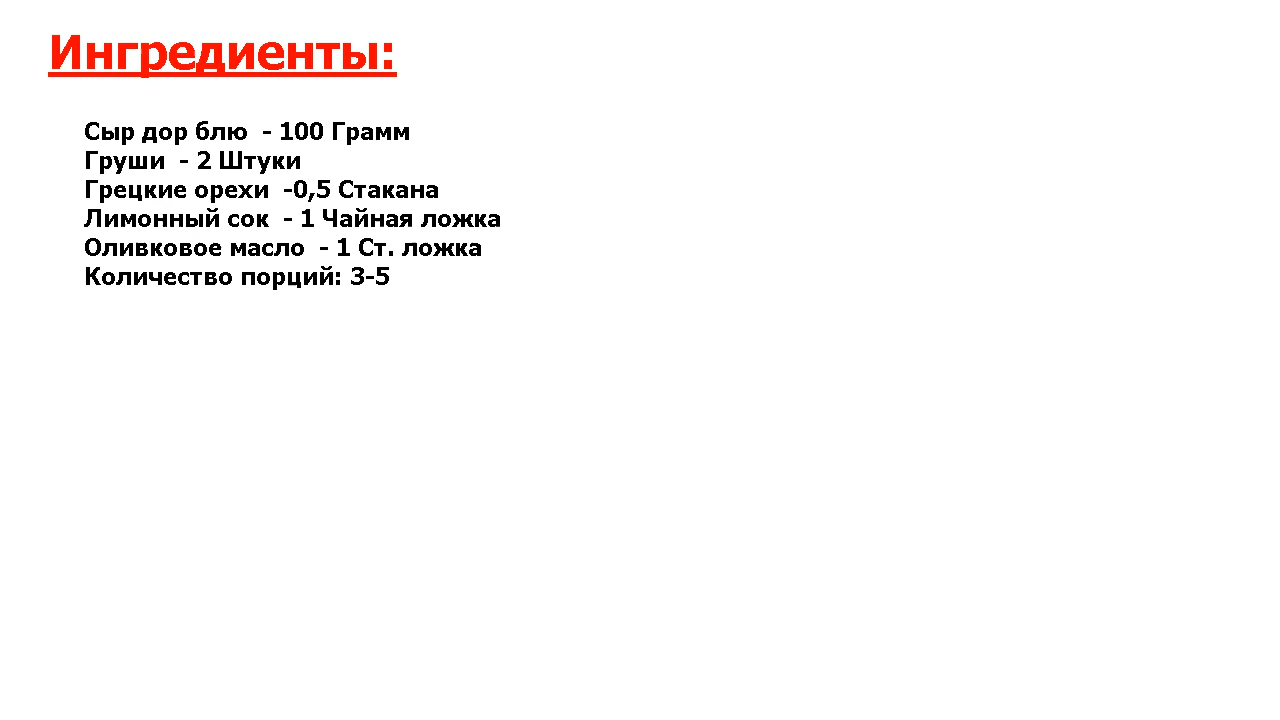 Ингредиенты:
Сыр дор блю  - 100 Грамм
Груши  - 2 Штуки
Грецкие орехи  -0,5 Стакана
Лимонный сок  - 1 Чайная ложка
Оливковое масло  - 1 Ст. ложка
Количество порций: 3-5